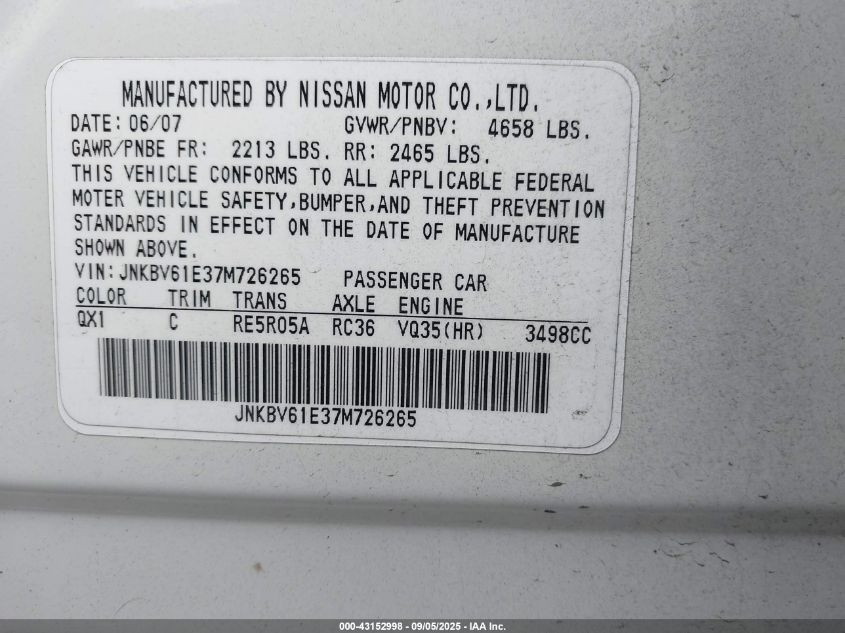 MANUFACTURED BY NISSAN MOTOR CO.,LTD.
DATE: 06/07 GVWR/PNBV: 4658 LBS.
GAWR/PNBE FR: 2213 LBS. RR: 2465 LBS.
THIS VEHICLE CONFORMS TO ALL APPLICABLE FEDERAL
MOTER VEHICLE SAFETY,BUMPER,AND THEFT PREVENTION
STANDARDS IN EFFECT ON THE DATE OF MANUFACTURE
SHOWN ABOVE.
VIN: JNKBV61E37M726265 PASSENGER CAR
COLOR TRIM TRANS AXLE ENGINE
QX1 C RE5R05A RC36 VQ35(HR) 3498CC
JNKBV61E37M726265
000-43152998 - 09/05/2025 - IAA Inc.